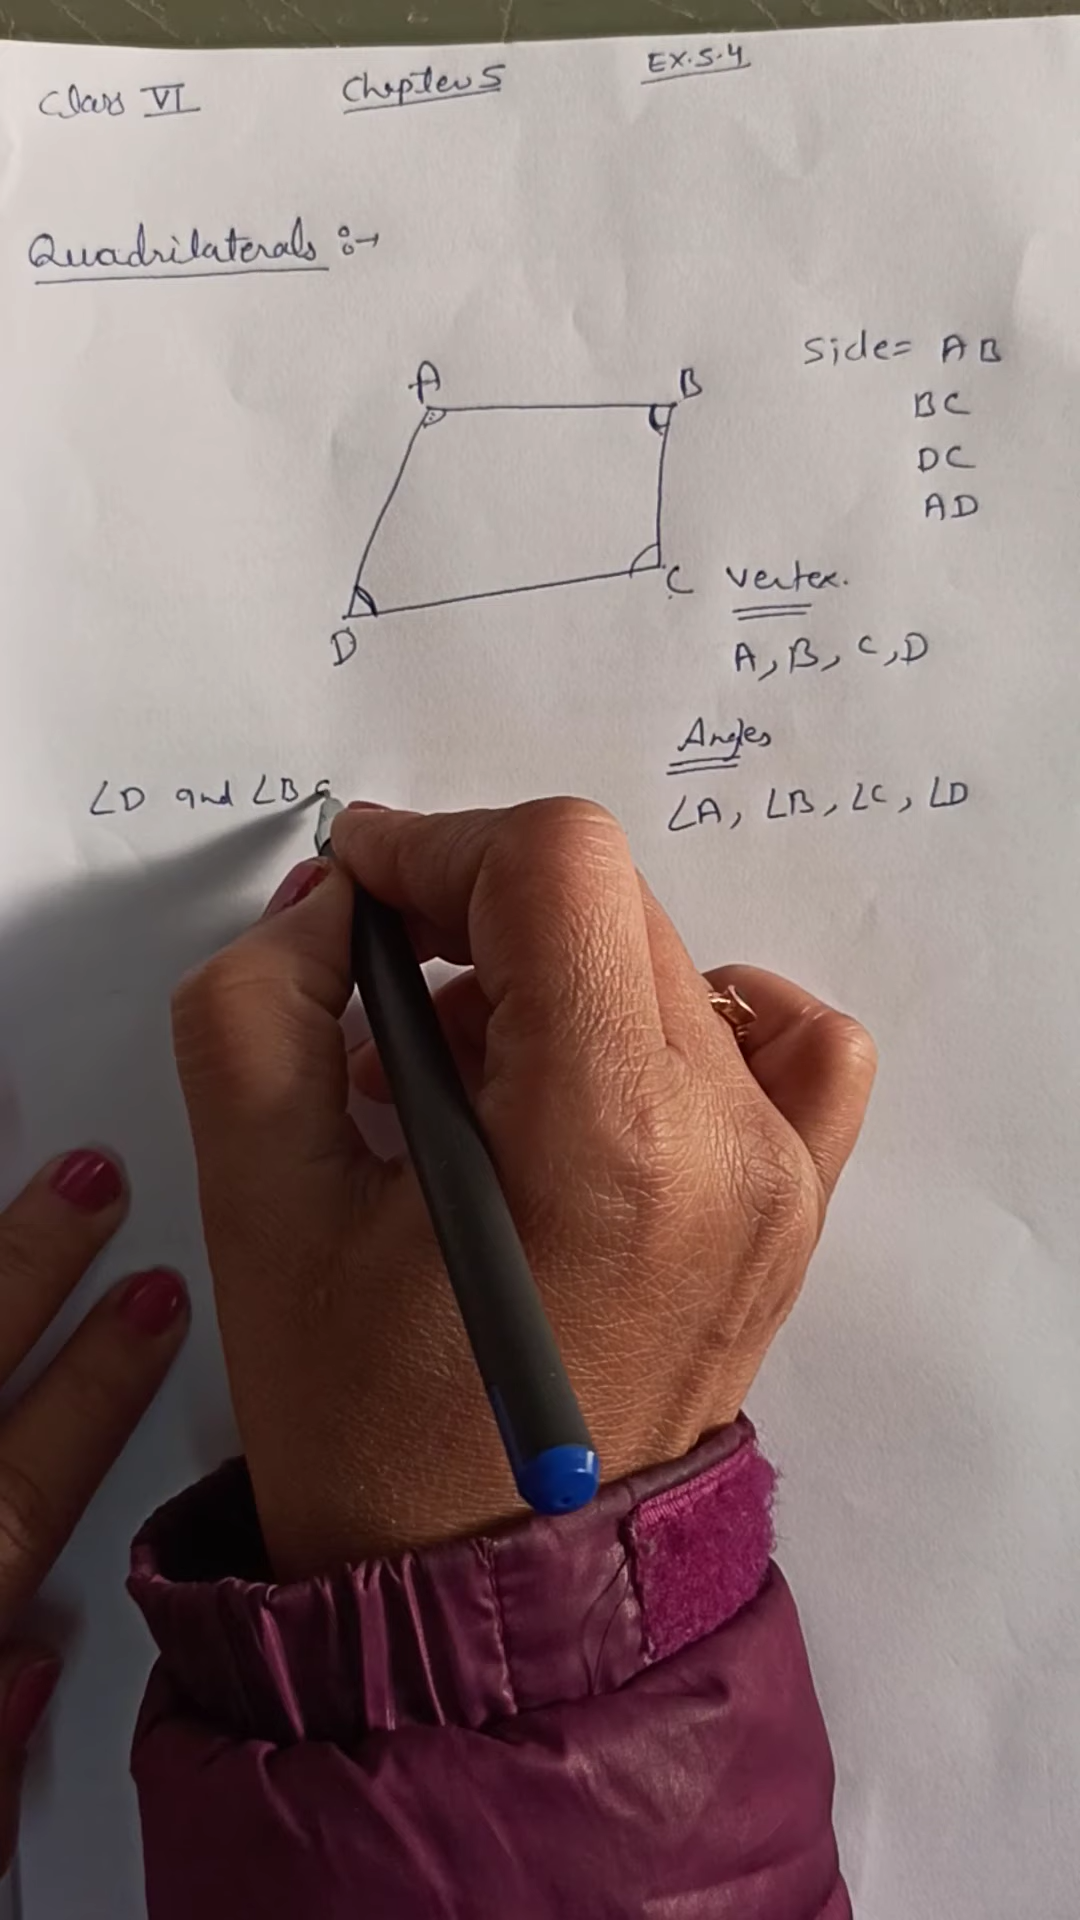 Class VI Chapter 5 Ex.5.4
Quadrilaterals :→
A B
Side= AB
BC
DC
AD
C
D
Vertex.
A, B, C, D
Angles
∠A, ∠B, ∠C, ∠D
∠D and ∠B